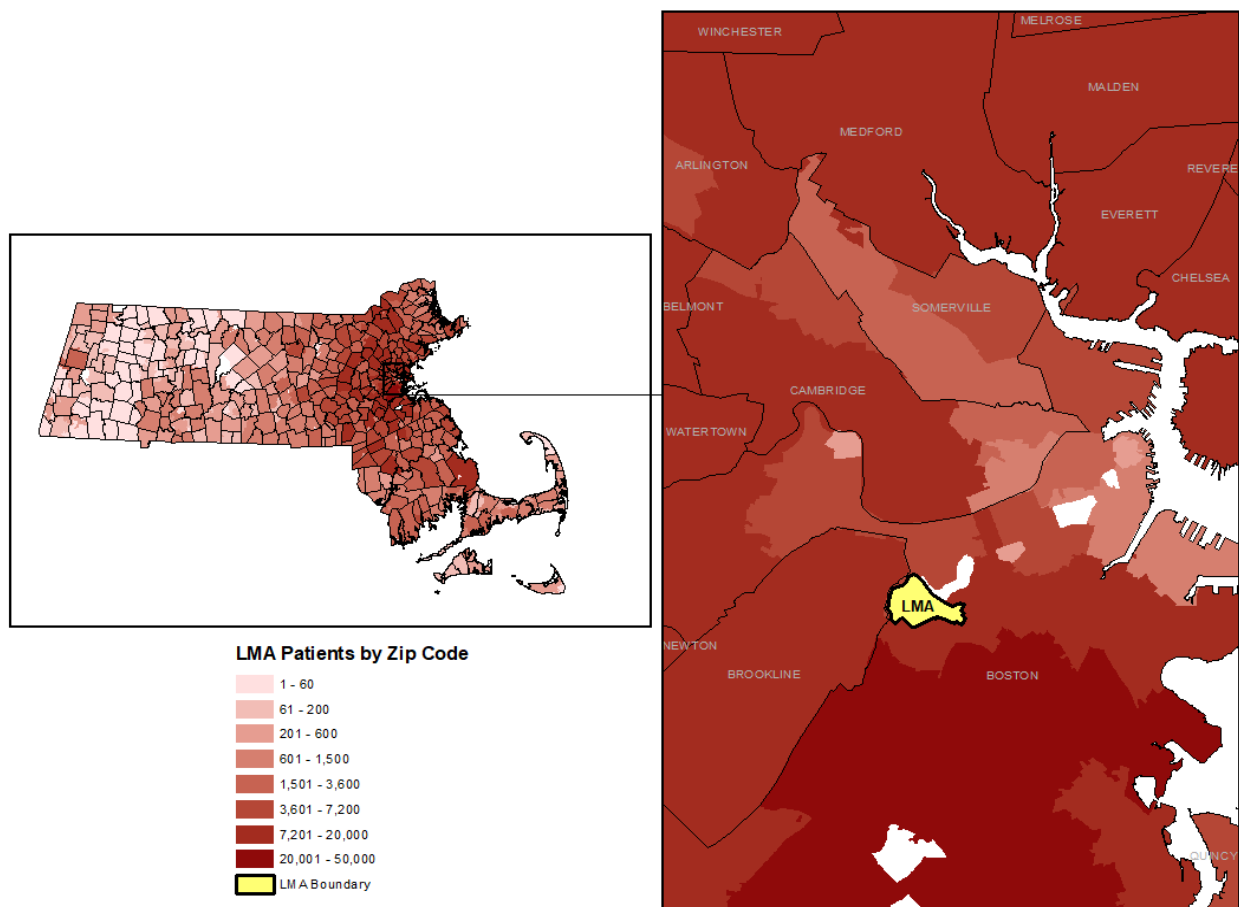 WINCHESTER
MELROSE
MALDEN
MEDFORD
ARLINGTON
REVERE
EVERETT
CHELSEA
BELMONT
SOMERVILLE
CAMBRIDGE
WATERTOWN
LMA
NEWTON
BROOKLINE
BOSTON
QUINCY
LMA Patients by Zip Code
1 - 60
61 - 200
201 - 600
601 - 1,500
1,501 - 3,600
3,601 - 7,200
7,201 - 20,000
20,001 - 50,000
LMA Boundary